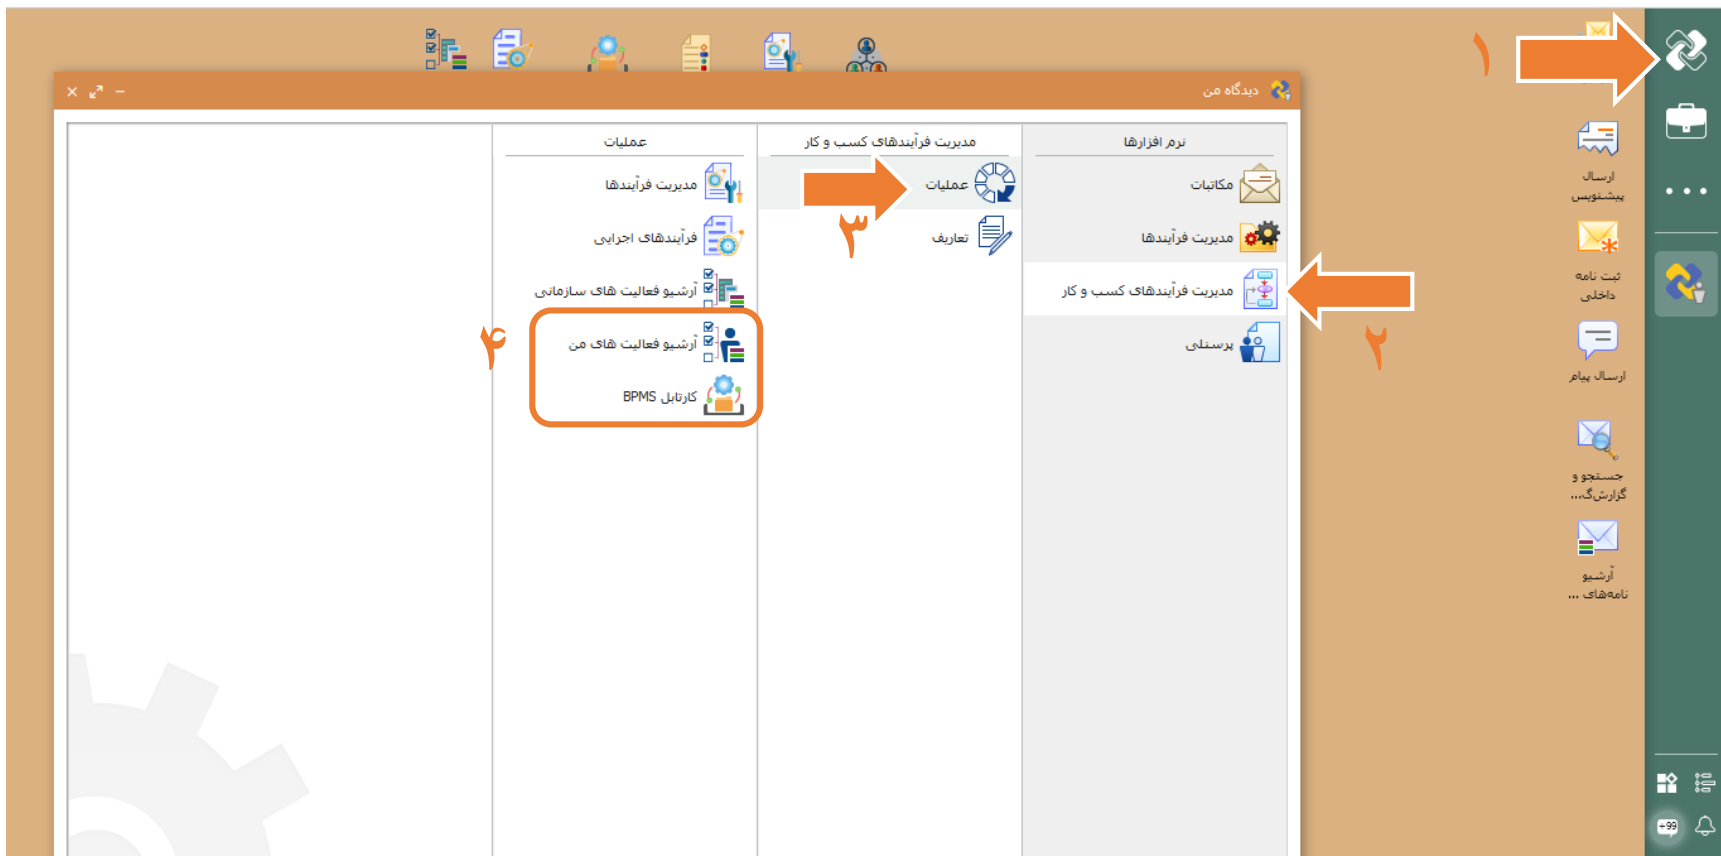 ۱
دیدگاه من
نرم افزارها
مدیریت فرآیندهای کسب و کار
عملیات
مکاتبات
عملیات
مدیریت فرآیندها
مدیریت فرآیندها
تعاریف
فرآیندهای اجرایی
۳
مدیریت فرآیندهای کسب و کار
آرشیو فعالیت های سازمانی
پرسنلی
آرشیو فعالیت های من
۲
۴
کارتابل BPMS
ارسال
پیشنویس
ثبت نامه
داخلی
ارسال پیام
جستجو و
گزارش‌گ...
آرشیو
نامه‌های ...
+99